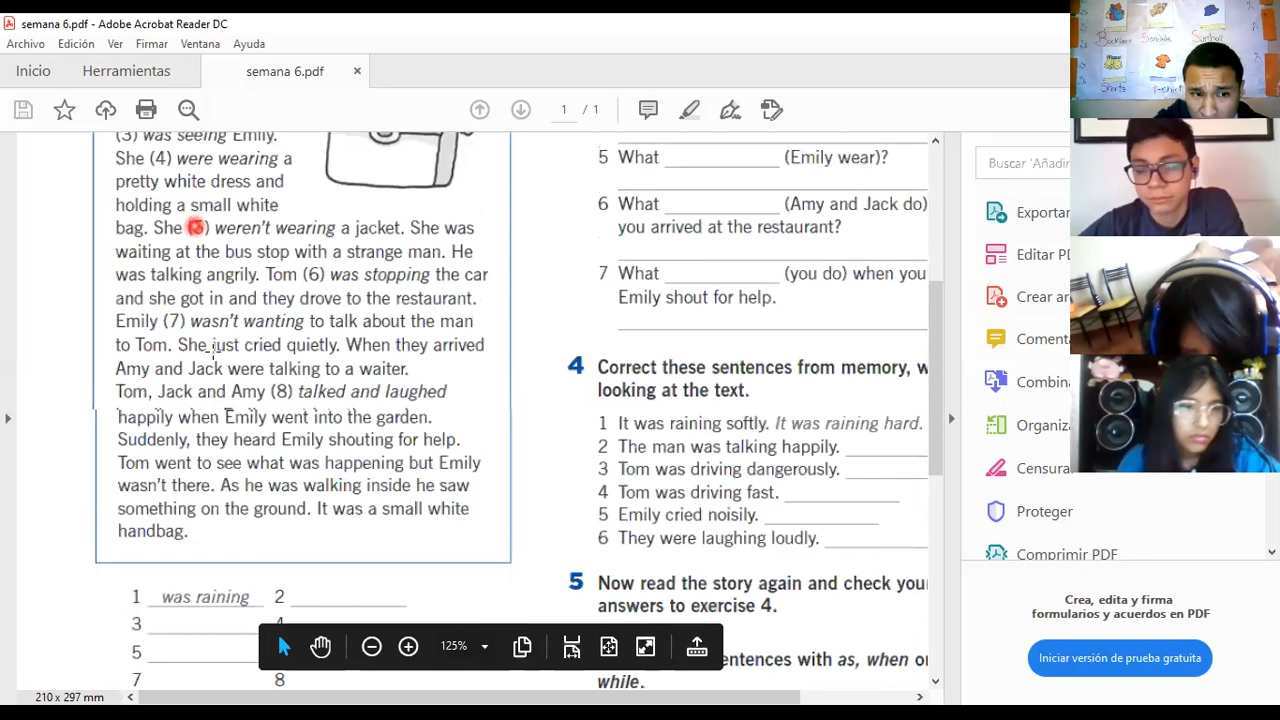 semana 6.pdf - Adobe Acrobat Reader DC
Archivo Edición Ver Firmar Ventana Ayuda
Inicio Herramientas semana 6.pdf ×
1 / 1
(3) was seeing Emily.
She (4) were wearing a
pretty white dress and
holding a small white
bag. She weren't wearing a jacket. She was
waiting at the bus stop with a strange man. He
was talking angrily. Tom (6) was stopping the car
and she got in and they drove to the restaurant.
Emily (7) wasn't wanting to talk about the man
to Tom. She just cried quietly. When they arrived
Amy and Jack were talking to a waiter.
Tom, Jack and Amy (8) talked and laughed
happily when Emily went into the garden.
Suddenly, they heard Emily shouting for help.
Tom went to see what was happening but Emily
wasn't there. As he was walking inside he saw
something on the ground. It was a small white
handbag.
1 was raining 2
3
5
7 8
5 What ____ (Emily wear)?
6 What ____ (Amy and Jack do)
you arrived at the restaurant?
7 What ____ (you do) when you
Emily shout for help.
4 Correct these sentences from memory, w
looking at the text.
1 It was raining softly. It was raining hard.
2 The man was talking happily.
3 Tom was driving dangerously.
4 Tom was driving fast.
5 Emily cried noisily.
6 They were laughing loudly.
5 Now read the story again and check you
answers to exercise 4.
entences with as, when or
while.
125%
210 x 297 mm
Buscar 'Añadir
Exportar
Editar PD
Crear ar
Comenta
Combina
Organiza
Censura
Proteger
Comprimir PDF
Crea, edita y firma
formularios y acuerdos en PDF
Iniciar versión de prueba gratuita
Shorts T-shirt